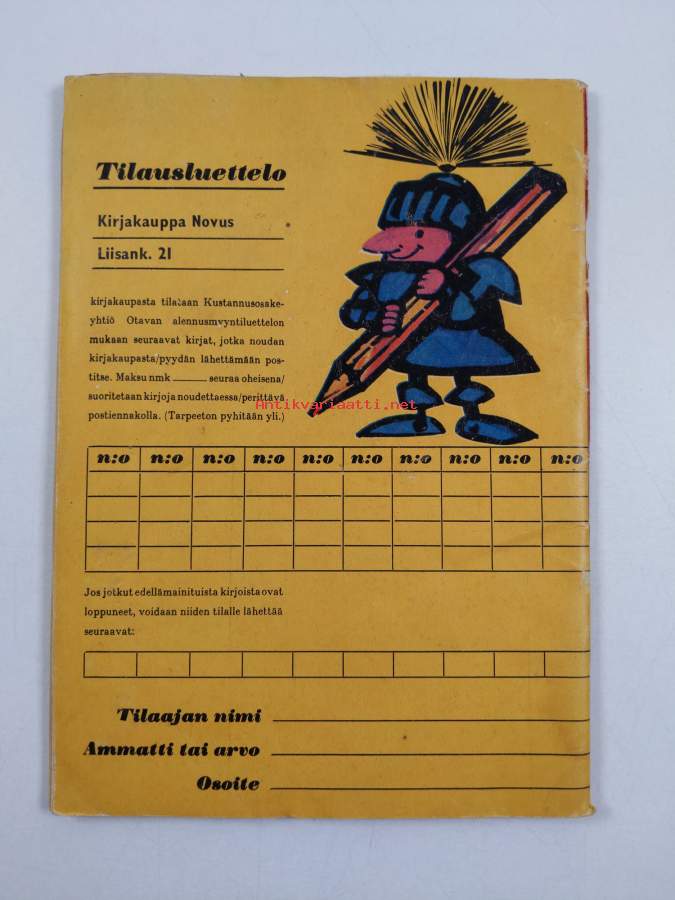 Tilausluettelo
Kirjakauppa Novus
Liisank. 21
kirjakaupasta tilataan Kustannusosake-
yhtiö Otavan alennusmyyntiluettelon
mukaan seuraavat kirjat, jotka noudan
kirjakaupasta/pyydän lähettämään pos-
titse. Maksu nmk ______ seuraa oheisena/
suoritetaan kirjoja noudettaessa/perittävä
postiennakolla. (Tarpeeton pyhitään yli.)
Antikvariaatti.net
n:o n:o n:o n:o n:o n:o n:o n:o n:o n:o
Jos jotkut edellämainituista kirjoista ovat
loppuneet, voidaan niiden tilalle lähettää
seuraavat:
Tilaajan nimi
Ammatti tai arvo
Osoite